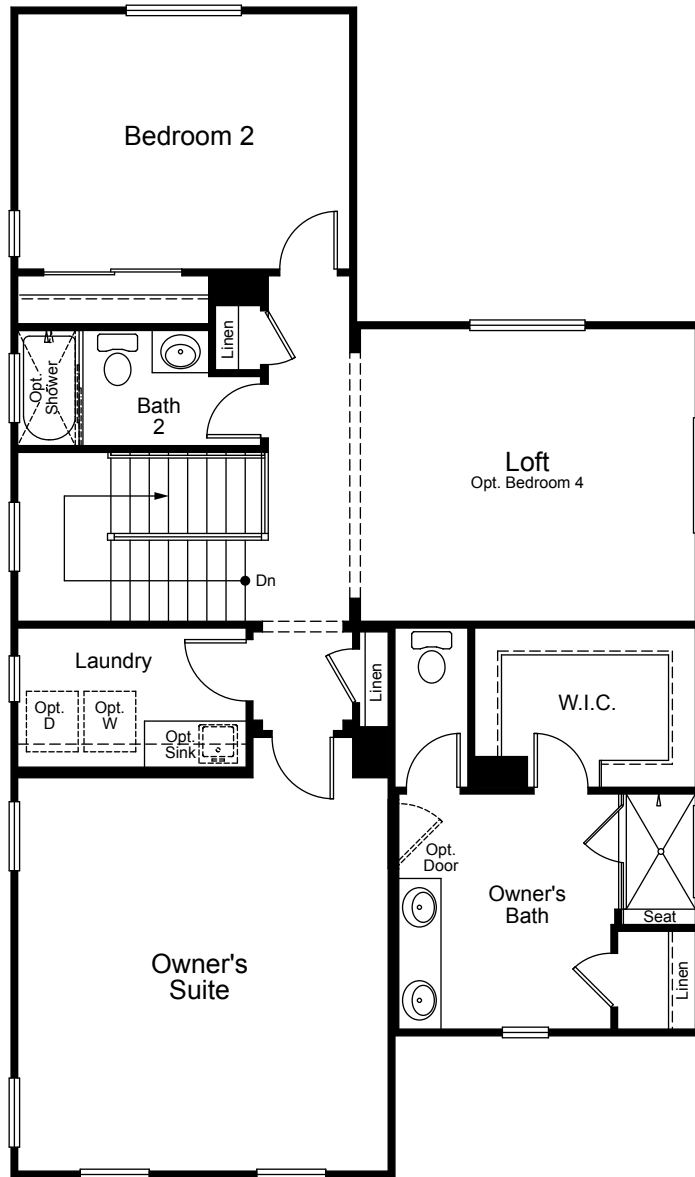 Bedroom 2
Linen
Opt.
Shower
Bath
2
Loft
Opt. Bedroom 4
Dn
Laundry
Opt.
D
Opt.
W
Opt.
Sink
Linen
W.I.C.
Opt.
Door
Owner's
Bath
Seat
Linen
Owner's
Suite